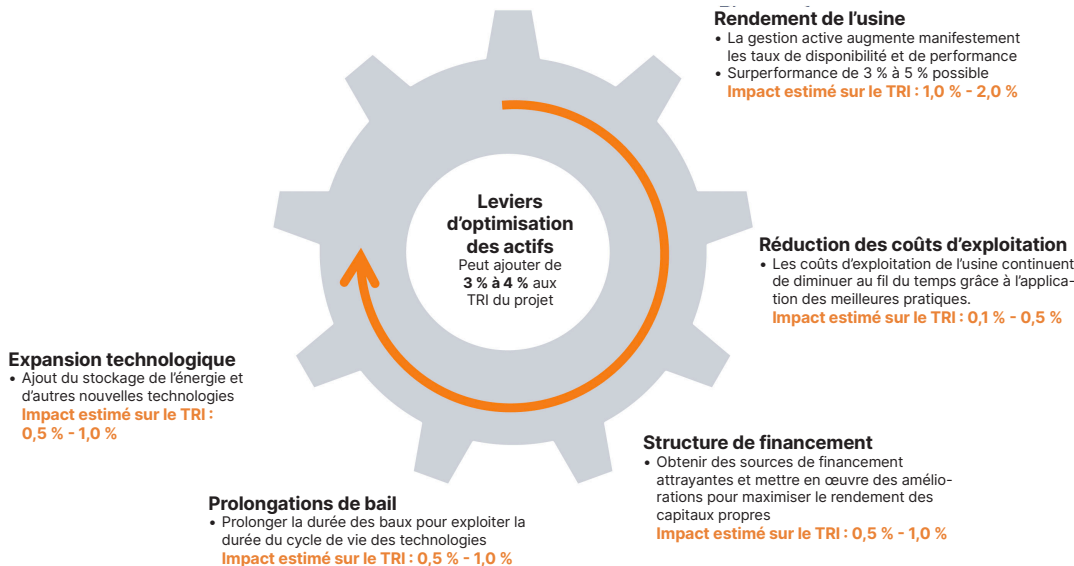 Rendement de l'usine
• La gestion active augmente manifestement
les taux de disponibilité et de performance
• Surperformance de 3 % à 5 % possible
Impact estimé sur le TRI : 1,0 % - 2,0 %
Leviers
d'optimisation
des actifs
Peut ajouter de
3 % à 4 % aux
TRI du projet
Réduction des coûts d'exploitation
• Les coûts d'exploitation de l'usine continuent
de diminuer au fil du temps grâce à l'applica-
tion des meilleures pratiques.
Impact estimé sur le TRI : 0,1 % - 0,5 %
Structure de financement
• Obtenir des sources de financement
attrayantes et mettre en œuvre des amélio-
rations pour maximiser le rendement des
capitaux propres
Impact estimé sur le TRI : 0,5 % - 1,0 %
Prolongations de bail
• Prolonger la durée des baux pour exploiter la
durée du cycle de vie des technologies
Impact estimé sur le TRI : 0,5 % - 1,0 %
Expansion technologique
• Ajout du stockage de l'énergie et
d'autres nouvelles technologies
Impact estimé sur le TRI :
0,5 % - 1,0 %